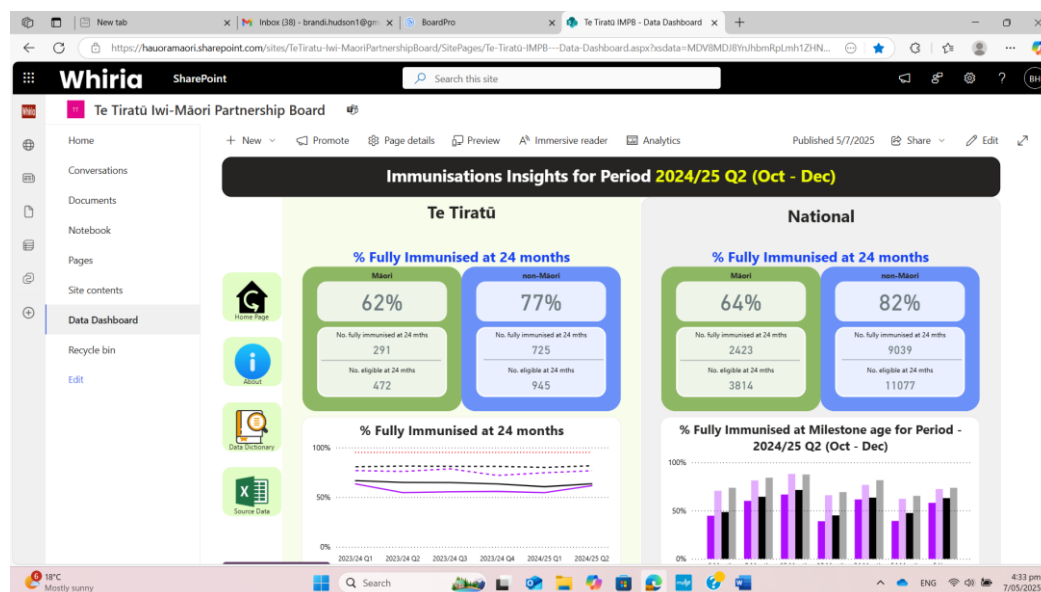 New tab
Inbox (38) - brandi.hudson1@gm
BoardPro
Te Tiratū IMPB - Data Dashboard
https://hauoramaori.sharepoint.com/sites/TeTiratu-Iwi-MaoriPartnershipBoard/SitePages/Te-Tiratū-IMPB---Data-Dashboard.aspx?xsdata=MDV8MDJ8YnJhbmRpLmh1ZHN...
Whiria SharePoint
Search this site
BH
Whiria
TT Te Tiratū Iwi-Māori Partnership Board
Home
Conversations
Documents
Notebook
Pages
Site contents
Data Dashboard
Recycle bin
Edit
+ New Promote Page details Preview Immersive reader Analytics Published 5/7/2025 Share Edit
Immunisations Insights for Period 2024/25 Q2 (Oct - Dec)
Home Page
About
Data Dictionary
Source Data
Te Tiratū
% Fully Immunised at 24 months
Māori
62%
No. fully immunised at 24 mths
291
No. eligible at 24 mths
472
non-Māori
77%
No. fully immunised at 24 mths
725
No. eligible at 24 mths
945
% Fully Immunised at 24 months
100%
50%
0%
2023/24 Q1 2023/24 Q2 2023/24 Q3 2023/24 Q4 2024/25 Q1 2024/25 Q2
National
% Fully Immunised at 24 months
Māori
64%
No. fully immunised at 24 mths
2423
No. eligible at 24 mths
3814
non-Māori
82%
No. fully immunised at 24 mths
9039
No. eligible at 24 mths
11077
% Fully Immunised at Milestone age for Period -
2024/25 Q2 (Oct - Dec)
100%
50%
0%
6
18°C
Mostly sunny
Search
ENG
4:33 pm
7/05/2025